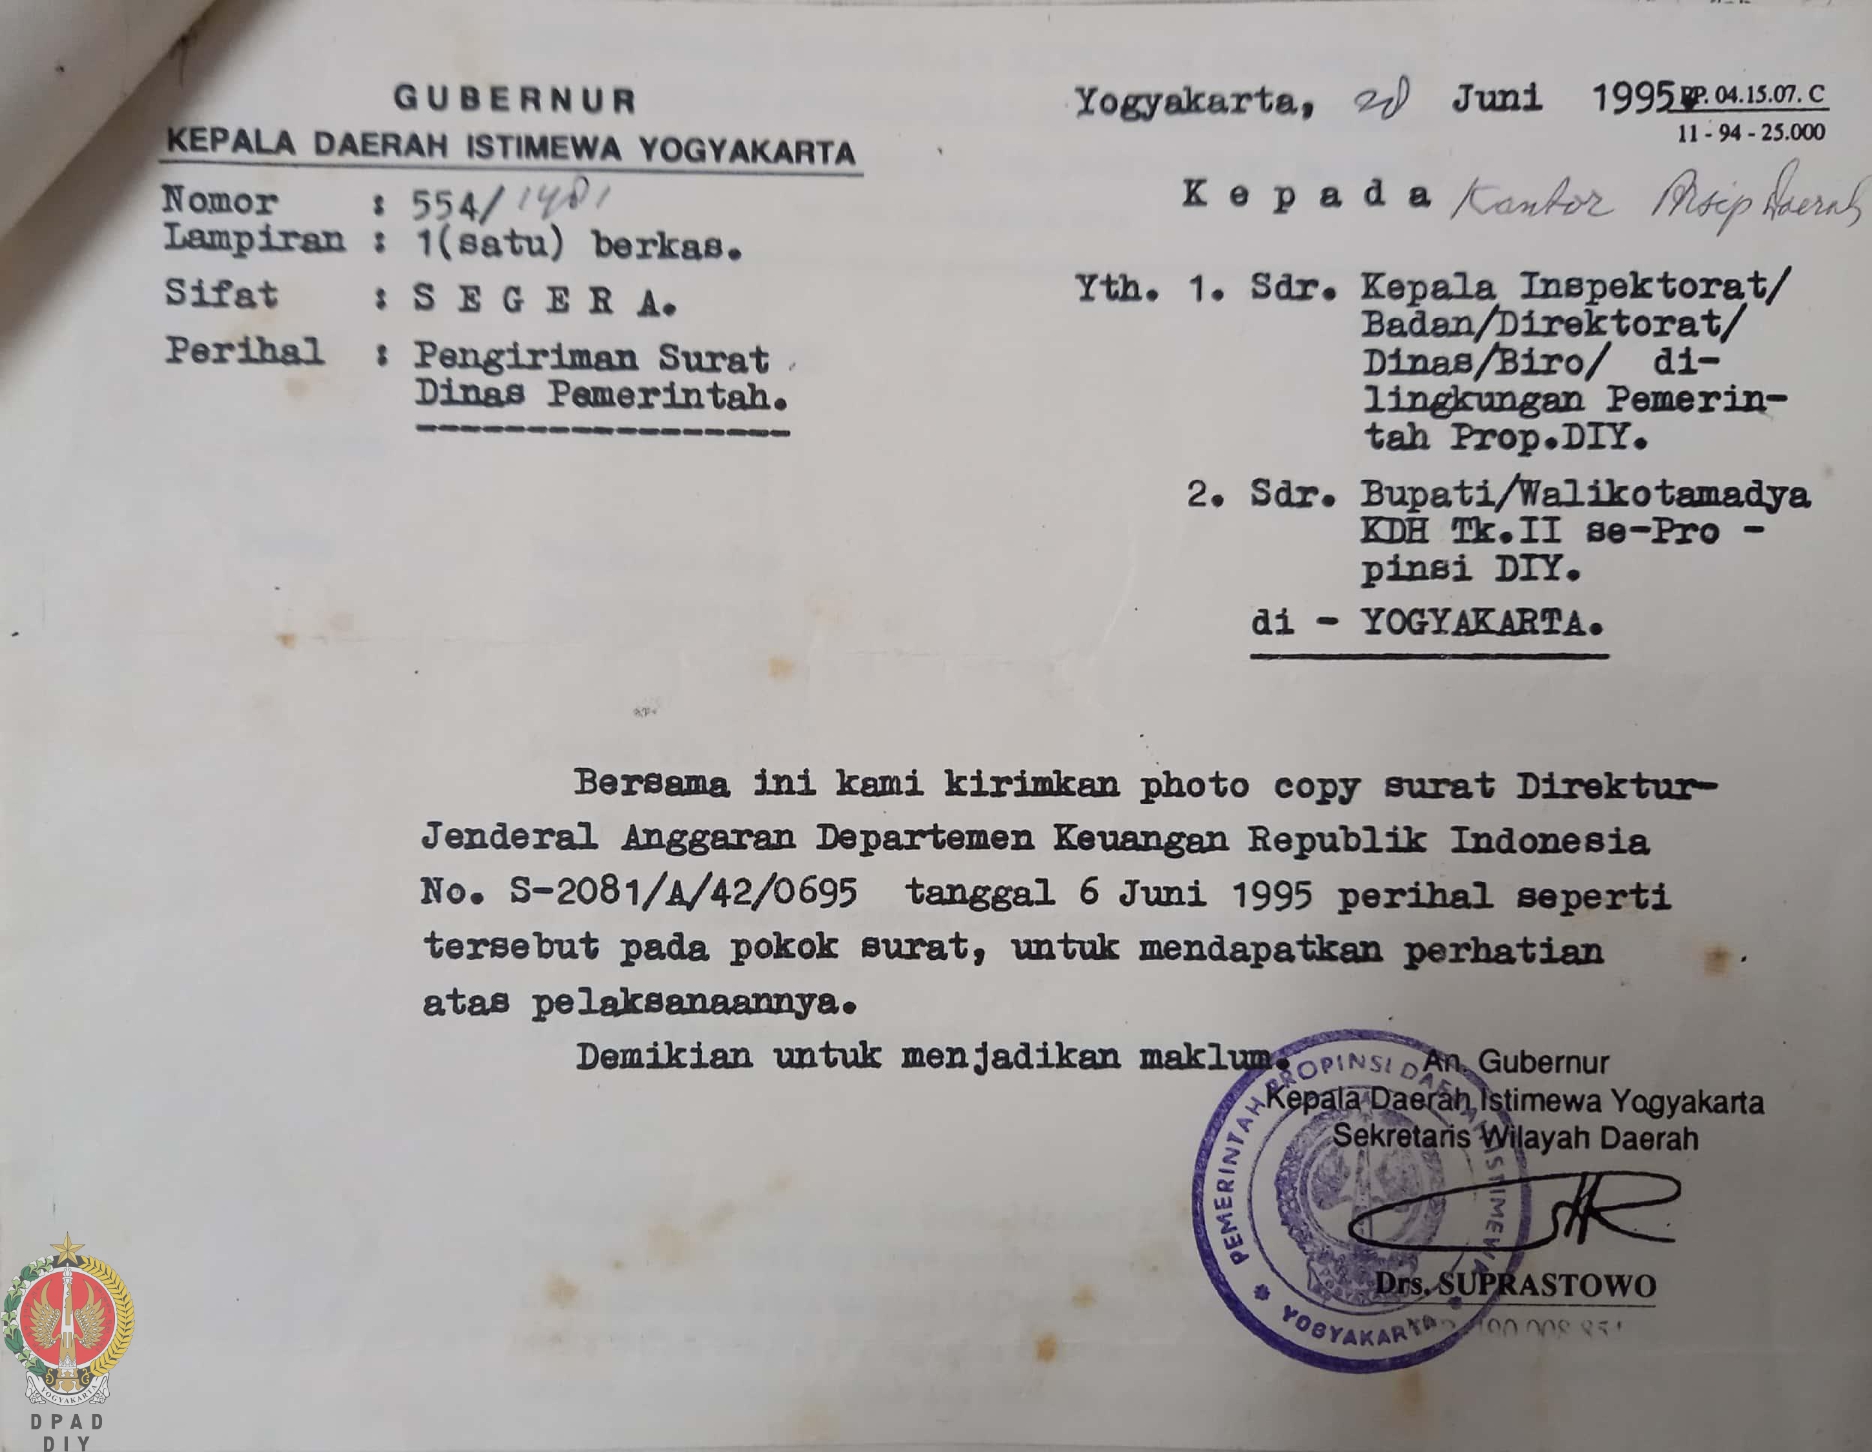 GUBERNUR
KEPALA DAERAH ISTIMEWA YOGYAKARTA
Nomor : 554/1481
Lampiran : 1(satu) berkas.
Sifat : S E G E R A.
Perihal : Pengiriman Surat
Dinas Pemerintah.
Yogyakarta, 28 Juni 1995
RP. 04.15.07. C
11 - 94 - 25.000
K e p a d a Kantor Arsip Daerah
Yth. 1. Sdr. Kepala Inspektorat/
Badan/Direktorat/
Dinas/Biro/ di-
lingkungan Pemerin-
tah Prop.DIY.
2. Sdr. Bupati/Walikotamadya
KDH Tk.II se-Pro -
pinsi DIY.
di - YOGYAKARTA.
Bersama ini kami kirimkan photo copy surat Direktur-
Jenderal Anggaran Departemen Keuangan Republik Indonesia
No. S-2081/A/42/0695 tanggal 6 Juni 1995 perihal seperti
tersebut pada pokok surat, untuk mendapatkan perhatian
atas pelaksanaannya.
Demikian untuk menjadikan maklum.
An. Gubernur
Kepala Daerah Istimewa Yogyakarta
Sekretaris Wilayah Daerah
PEMERINTAH PROPINSI DAERAH ISTIMEWA
YOGYAKARTA
Drs. SUPRASTOWO
YOGYAKARTA
DPAD
DIY